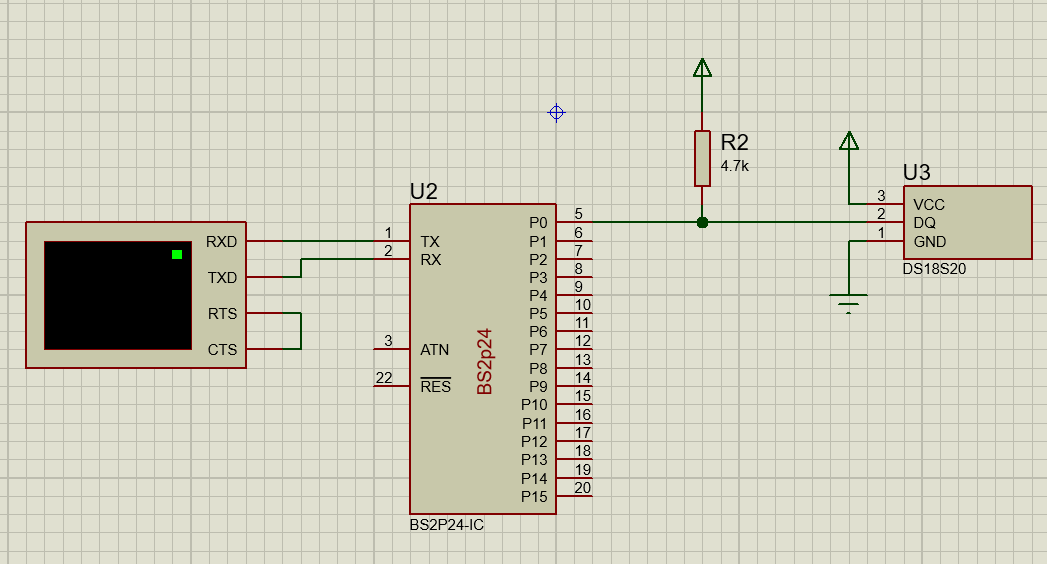 RXD
TXD
RTS
CTS
U2
1
2
3
22
TX
RX
ATN
RES
BS2p24
P0
P1
P2
P3
P4
P5
P6
P7
P8
P9
P10
P11
P12
P13
P14
P15
5
6
7
8
9
10
11
12
13
14
15
16
17
18
19
20
BS2P24-IC
R2
4.7k
U3
3
2
1
VCC
DQ
GND
DS18S20